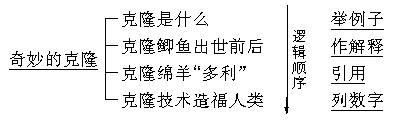 奇妙的克隆
克隆是什么
克隆鲫鱼出世前后
克隆绵羊“多利”
克隆技术造福人类
逻辑顺序
举例子
作解释
引用
列数字